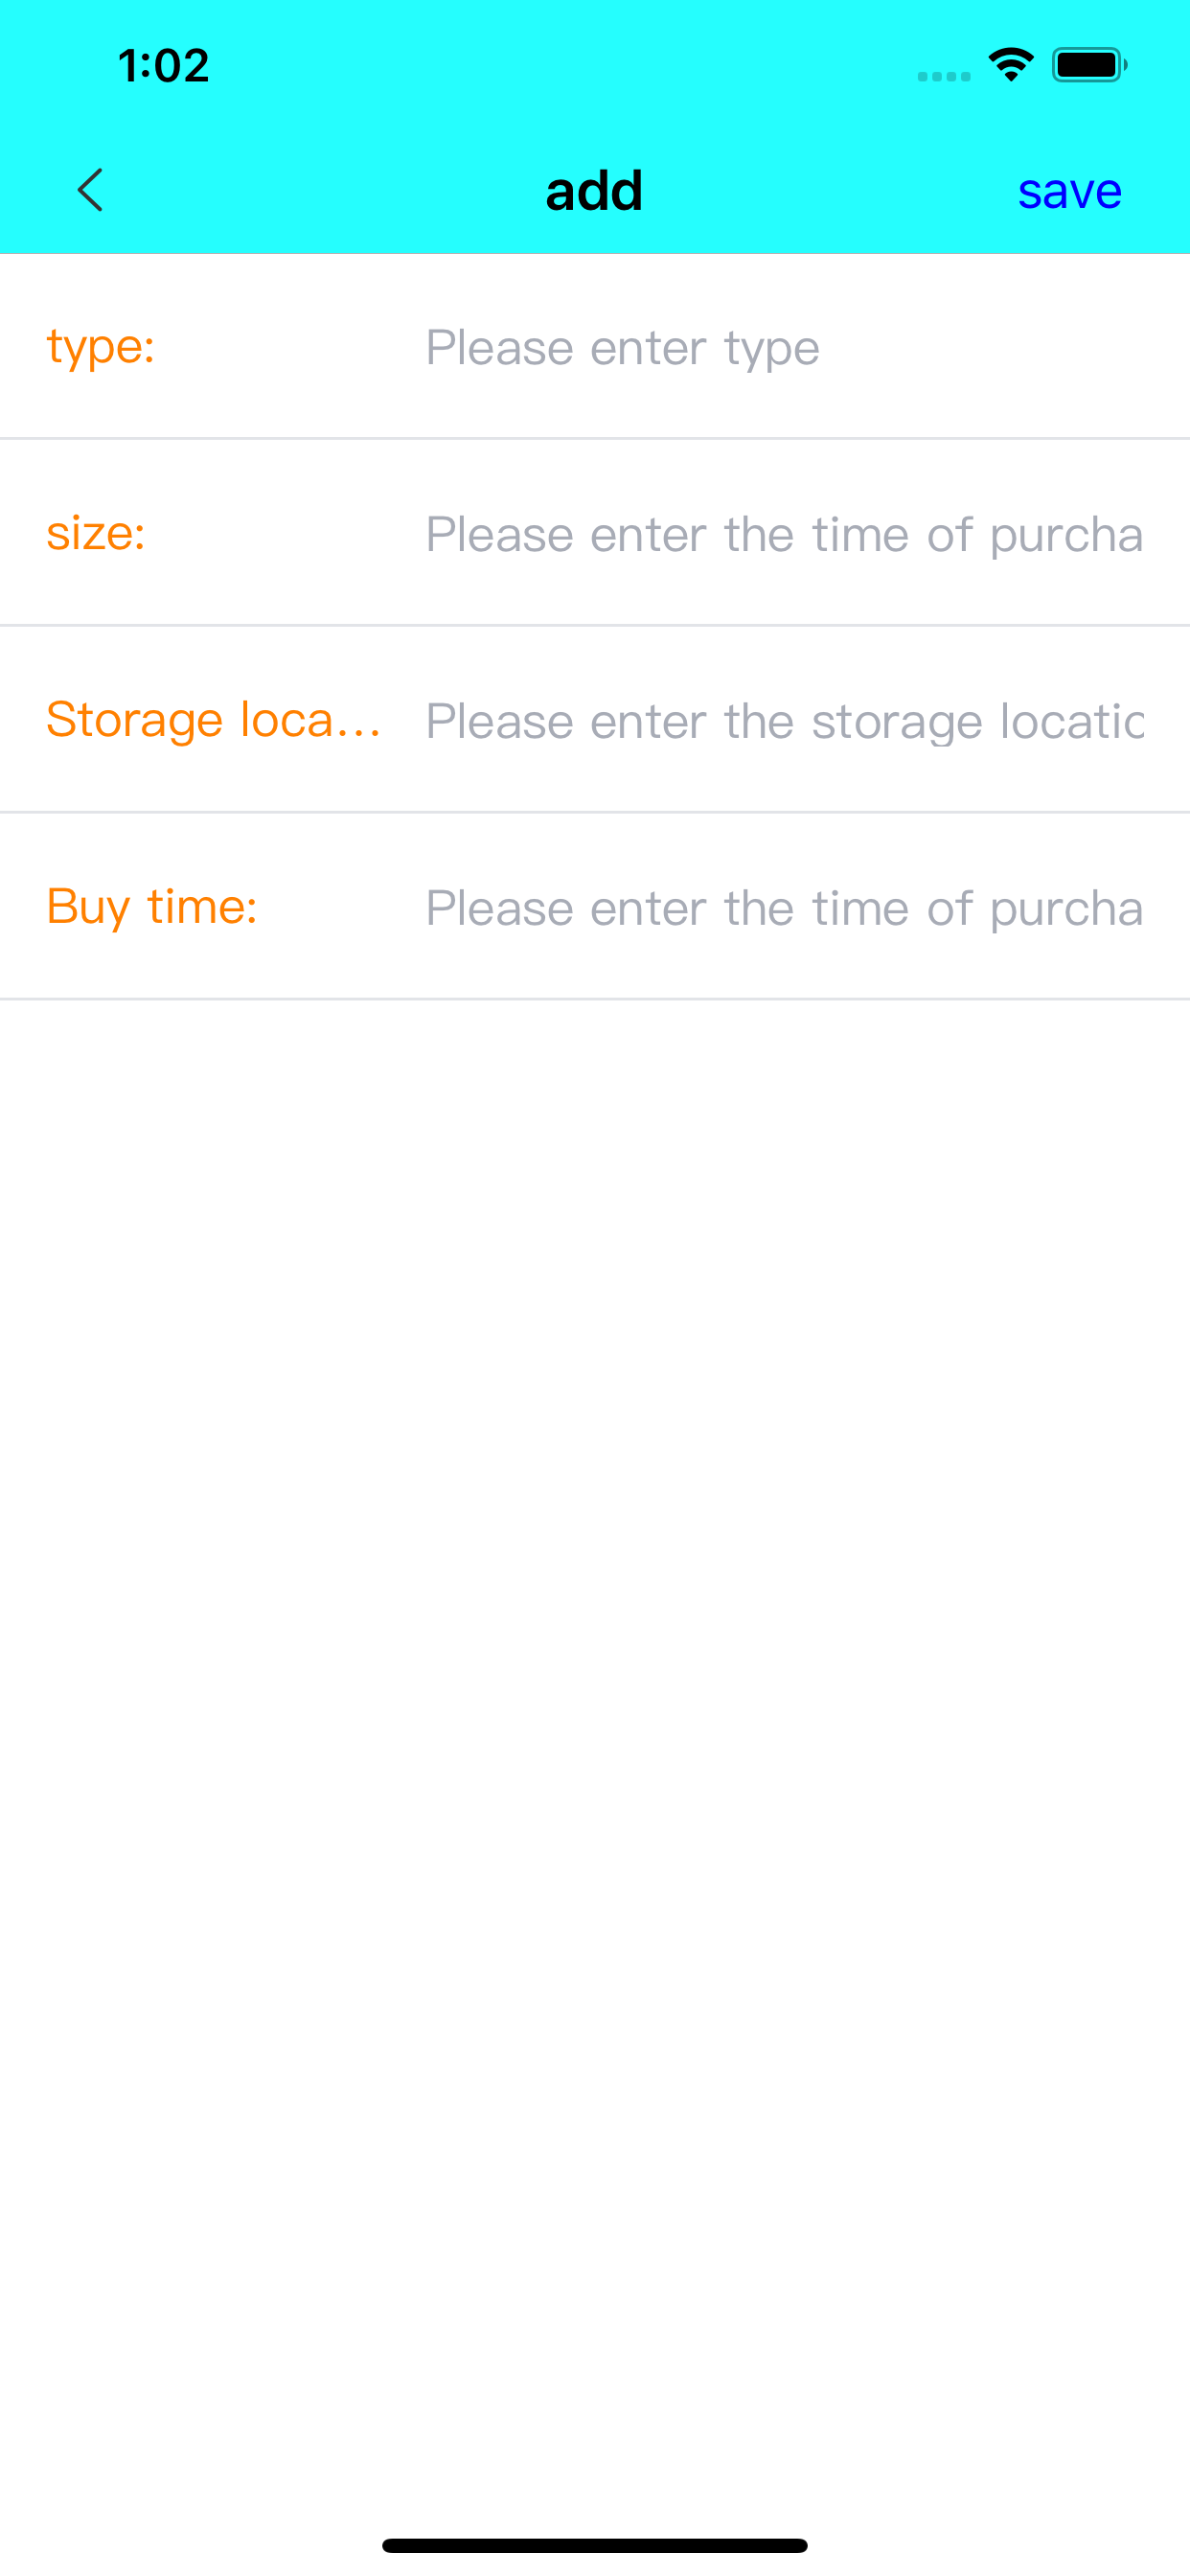 1:02
add
save
type:
Please enter type
size:
Please enter the time of purcha
Storage loca...
Please enter the storage locatic
Buy time:
Please enter the time of purcha